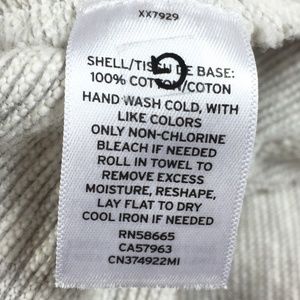 XX7929
SHELL/TISSU DE BASE:
100% COTTON/COTON
HAND WASH COLD, WITH
LIKE COLORS
ONLY NON-CHLORINE
BLEACH IF NEEDED
ROLL IN TOWEL TO
REMOVE EXCESS
MOISTURE, RESHAPE,
LAY FLAT TO DRY
COOL IRON IF NEEDED
RN58665
CA57963
CN374922MI